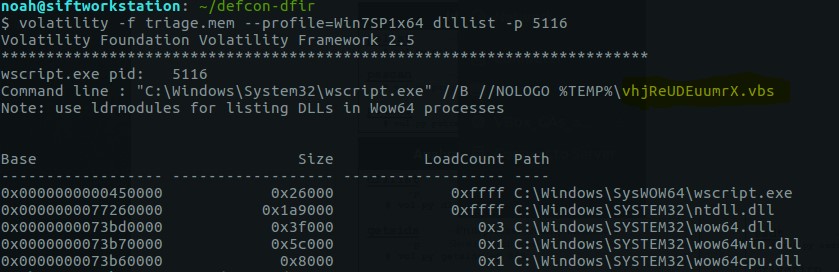 noah@siftworkstation: ~/defcon-dfir
$ volatility -f triage.mem --profile=Win7SP1x64 dlllist -p 5116
Volatility Foundation Volatility Framework 2.5
************************************************************************
wscript.exe pid:   5116
Command line : "C:\Windows\System32\wscript.exe" //B //NOLOGO %TEMP%\vhjReUDEuumrX.vbs
Note: use ldrmodules for listing DLLs in Wow64 processes
Base                             Size          LoadCount Path
------------------ ------------------ ------------------ ----
0x0000000000450000            0x26000             0xffff C:\Windows\SysWOW64\wscript.exe
0x0000000077260000           0x1a9000             0xffff C:\Windows\SYSTEM32\ntdll.dll
0x0000000073bd0000            0x3f000                0x3 C:\Windows\SYSTEM32\wow64.dll
0x0000000073b70000            0x5c000                0x1 C:\Windows\SYSTEM32\wow64win.dll
0x0000000073b60000             0x8000                0x1 C:\Windows\SYSTEM32\wow64cpu.dll